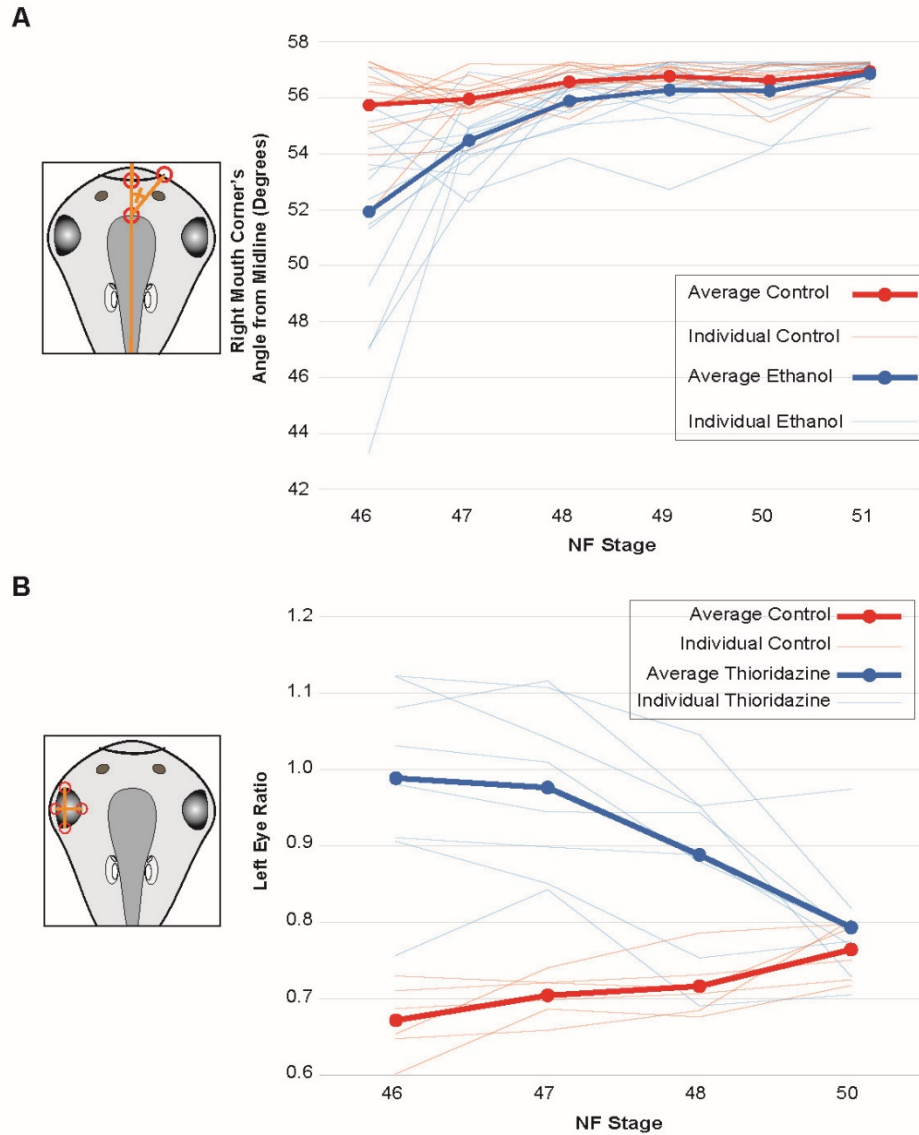 A
58
56
54
52
50
48
46
44
42
Right Mouth Corner's
Angle from Midline (Degrees)
Average Control
Individual Control
Average Ethanol
Individual Ethanol
46 47 48 49 50 51
NF Stage
B
1.2
1.1
1.0
0.9
0.8
0.7
0.6
Left Eye Ratio
Average Control
Individual Control
Average Thioridazine
Individual Thioridazine
46 47 48 50
NF Stage